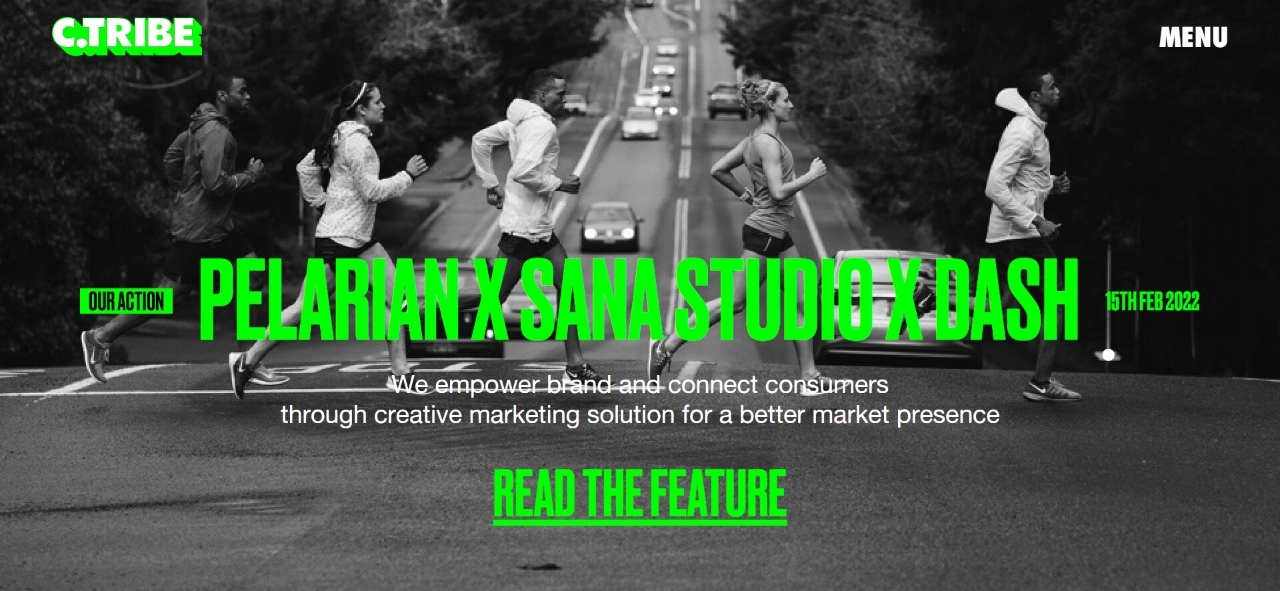 C.TRIBE
MENU
OUR ACTION
PELARIAN X SANA STUDIO X DASH
15TH FEB 2022
We empower brand and connect consumers
through creative marketing solution for a better market presence
READ THE FEATURE